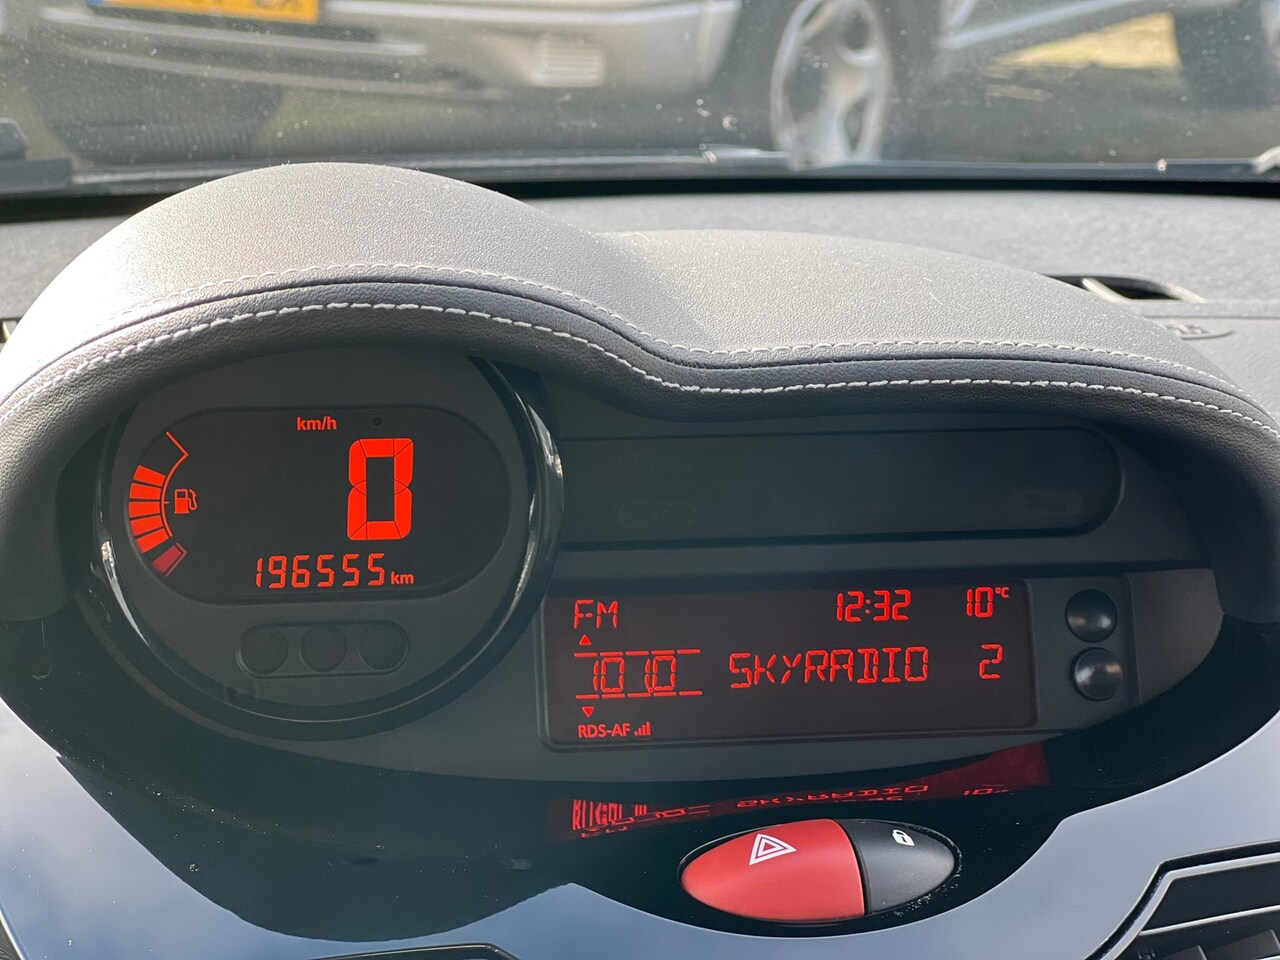 km/h
0
196555 km
FM 12:32 10°C
101.0 SKYRADIO 2
RDS-AF